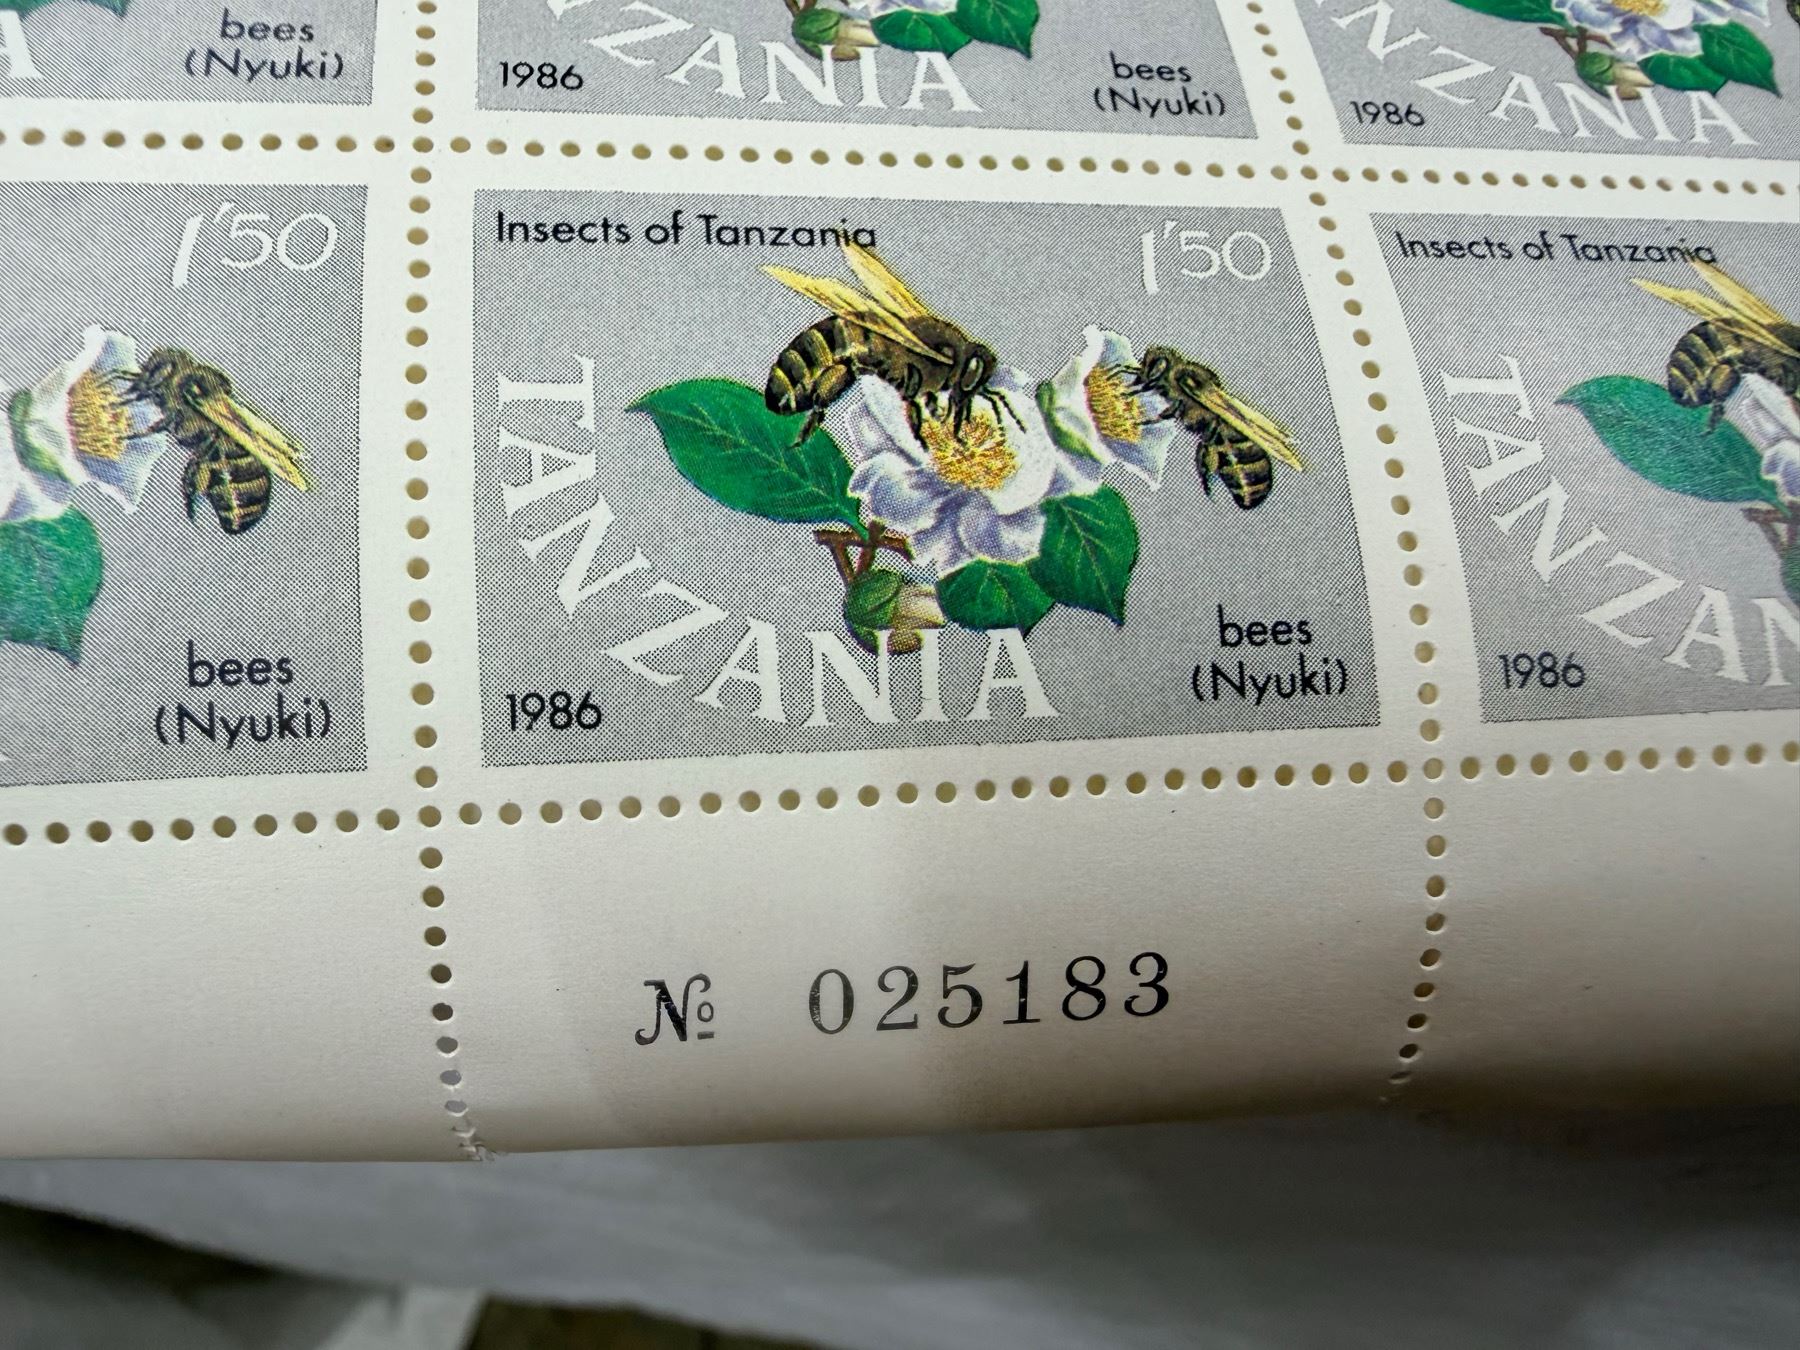 bees
(Nyuki)
A
1986
TANZANIA
bees
(Nyuki)
1986
TANZANIA
1'50
bees
(Nyuki)
Insects of Tanzania
1'50
TANZANIA
1986
bees
(Nyuki)
Insects of Tanzania
TANZAN
1986
№ 025183